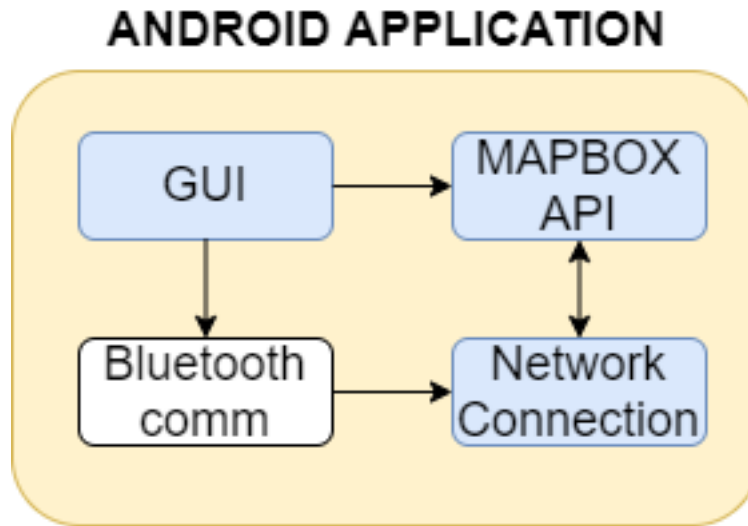 ANDROID APPLICATION
GUI
MAPBOX
API
Bluetooth
comm
Network
Connection